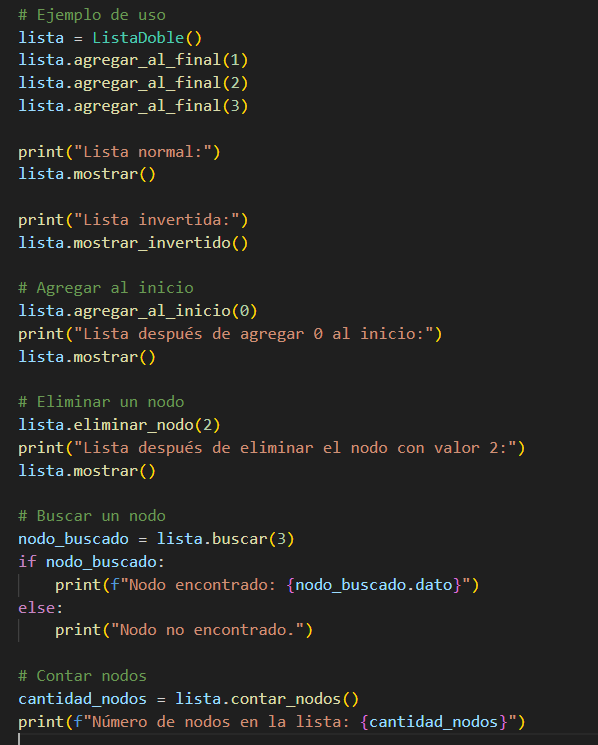 # Ejemplo de uso
lista = ListaDoble()
lista.agregar_al_final(1)
lista.agregar_al_final(2)
lista.agregar_al_final(3)

print("Lista normal:")
lista.mostrar()

print("Lista invertida:")
lista.mostrar_invertido()

# Agregar al inicio
lista.agregar_al_inicio(0)
print("Lista después de agregar 0 al inicio:")
lista.mostrar()

# Eliminar un nodo
lista.eliminar_nodo(2)
print("Lista después de eliminar el nodo con valor 2:")
lista.mostrar()

# Buscar un nodo
nodo_buscado = lista.buscar(3)
if nodo_buscado:
    print(f"Nodo encontrado: {nodo_buscado.dato}")
else:
    print("Nodo no encontrado.")

# Contar nodos
cantidad_nodos = lista.contar_nodos()
print(f"Número de nodos en la lista: {cantidad_nodos}")